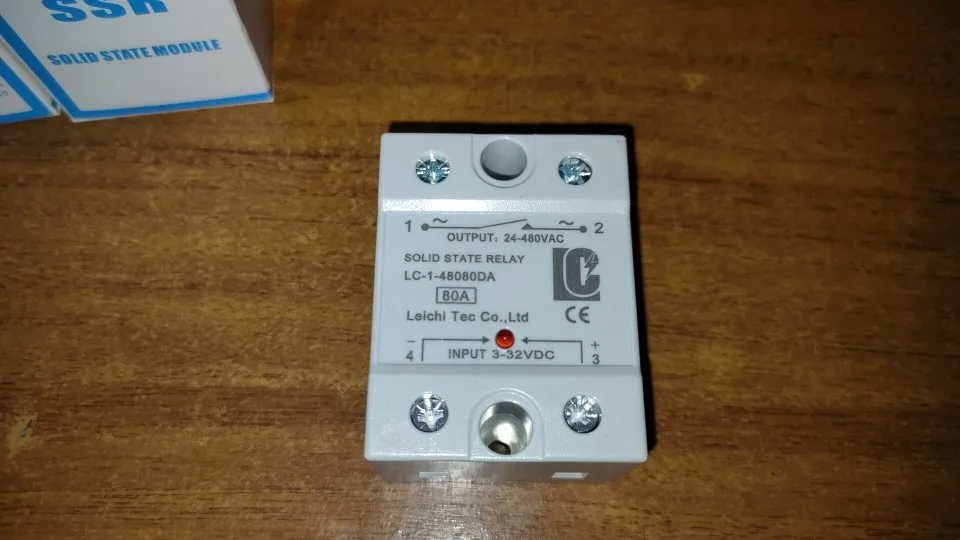 SSR
SOLID STATE MODULE
1 ~ ~ 2
OUTPUT: 24-480VAC
SOLID STATE RELAY
LC-1-48080DA
80A
LC
Leichi Tec Co.,Ltd
CE
- +
4 INPUT 3-32VDC 3